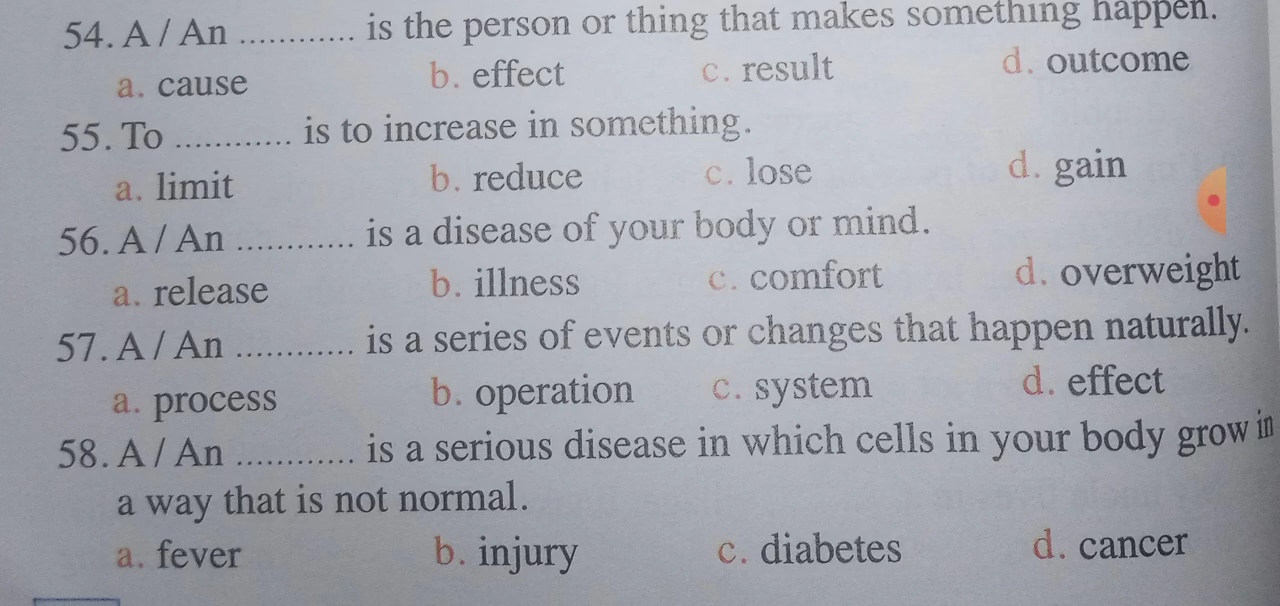 54. A / An ............ is the person or thing that makes something happen.
a. cause b. effect c. result d. outcome
55. To ............ is to increase in something.
a. limit b. reduce c. lose d. gain
56. A / An ............ is a disease of your body or mind.
a. release b. illness c. comfort d. overweight
57. A / An ............ is a series of events or changes that happen naturally.
a. process b. operation c. system d. effect
58. A / An ............ is a serious disease in which cells in your body grow in
a way that is not normal.
a. fever b. injury c. diabetes d. cancer